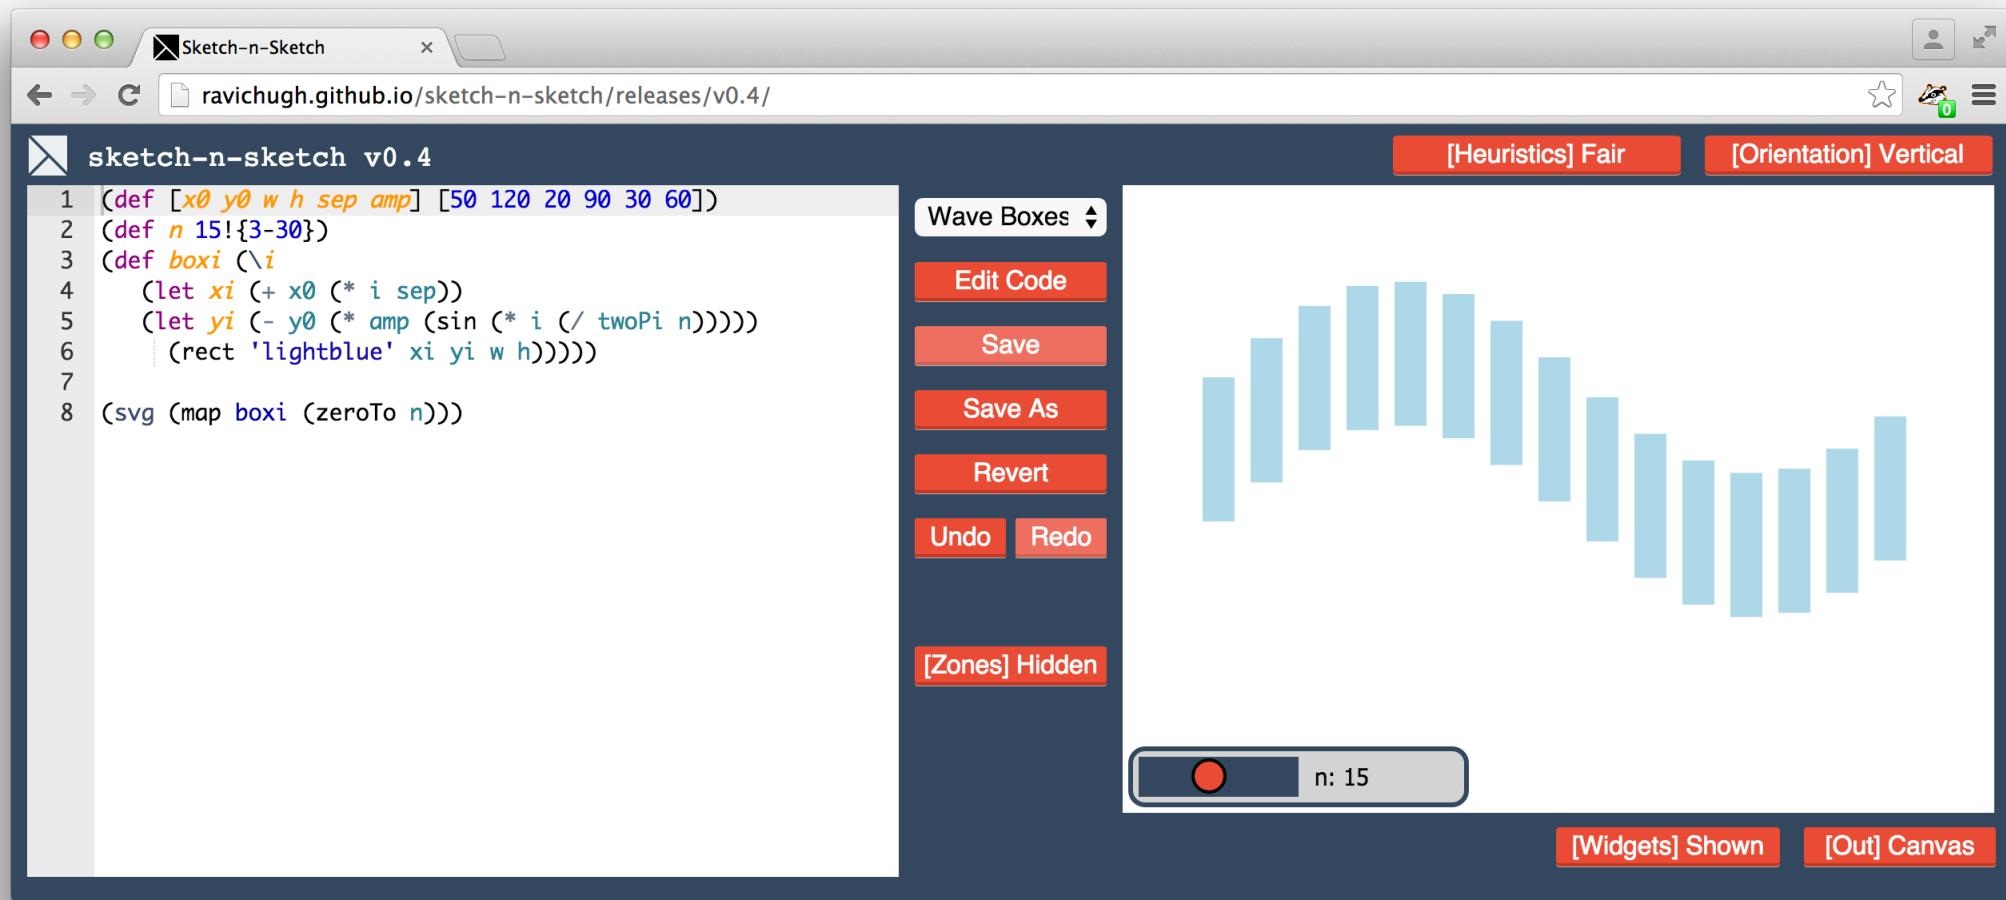 Sketch-n-Sketch
ravichugh.github.io/sketch-n-sketch/releases/v0.4/
0
sketch-n-sketch v0.4
[Heuristics] Fair
[Orientation] Vertical
1 (def [x0 y0 w h sep amp] [50 120 20 90 30 60])
2 (def n 15!{3-30})
3 (def boxi (\i
4 (let xi (+ x0 (* i sep))
5 (let yi (- y0 (* amp (sin (* i (/ twoPi n)))))
6 (rect 'lightblue' xi yi w h)))))
7
8 (svg (map boxi (zeroTo n)))
Wave Boxes
Edit Code
Save
Save As
Revert
Undo
Redo
[Zones] Hidden
n: 15
[Widgets] Shown
[Out] Canvas